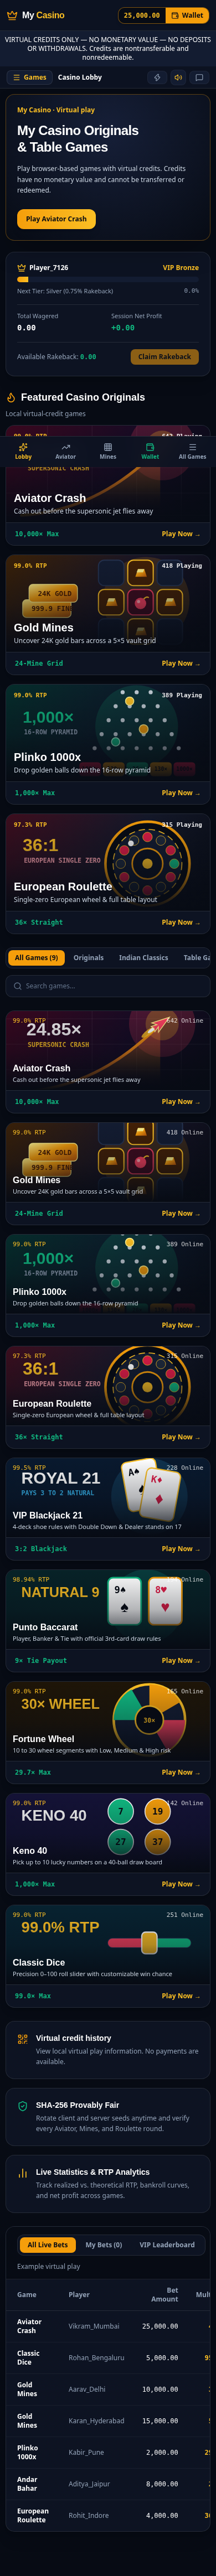 My Casino
25,000.00
Wallet
VIRTUAL CREDITS ONLY — NO MONETARY VALUE — NO DEPOSITS
OR WITHDRAWALS. Credits are nontransferable and
nonredeemable.
Games
Casino Lobby
My Casino · Virtual play
My Casino Originals
& Table Games
Play browser-based games with virtual credits. Credits
have no monetary value and cannot be transferred or
redeemed.
Play Aviator Crash
Player_7126
VIP Bronze
Next Tier: Silver (0.75% Rakeback)
0.0%
Total Wagered
Session Net Profit
0.00
+0.00
Available Rakeback: 0.00
Claim Rakeback
Featured Casino Originals
Local virtual-credit games
Lobby
Aviator
Mines
Wallet
All Games
SUPERSONIC CRASH
Aviator Crash
Cash out before the supersonic jet flies away
10,000× Max
Play Now →
99.0% RTP
418 Playing
24K GOLD
999.9 FINE
Gold Mines
Uncover 24K gold bars across a 5×5 vault grid
24-Mine Grid
Play Now →
99.0% RTP
389 Playing
1,000×
16-ROW PYRAMID
Plinko 1000x
Drop golden balls down the 16-row pyramid
1,000× Max
Play Now →
97.3% RTP
315 Playing
36:1
EUROPEAN SINGLE ZERO
European Roulette
Single-zero European wheel & full table layout
36× Straight
Play Now →
All Games (9)
Originals
Indian Classics
Search games...
99.0% RTP
642 Online
24.85×
SUPERSONIC CRASH
Aviator Crash
Cash out before the supersonic jet flies away
10,000× Max
Play Now →
99.0% RTP
418 Online
24K GOLD
999.9 FINE
Gold Mines
Uncover 24K gold bars across a 5×5 vault grid
24-Mine Grid
Play Now →
99.0% RTP
389 Online
1,000×
16-ROW PYRAMID
Plinko 1000x
Drop golden balls down the 16-row pyramid
1,000× Max
Play Now →
97.3% RTP
315 Online
36:1
EUROPEAN SINGLE ZERO
European Roulette
Single-zero European wheel & full table layout
36× Straight
Play Now →
99.5% RTP
228 Online
ROYAL 21
PAYS 3 TO 2 NATURAL
A♠
K♦
VIP Blackjack 21
4-deck shoe rules with Double Down & Dealer stands on 17
3:2 Blackjack
Play Now →
98.94% RTP
Online
NATURAL 9
9♠
8♥
Punto Baccarat
Player, Banker & Tie with official 3rd-card draw rules
9× Tie Payout
Play Now →
99.0% RTP
Online
30× WHEEL
30×
Fortune Wheel
10 to 30 wheel segments with Low, Medium & High risk
29.7× Max
Play Now →
99.0% RTP
142 Online
KENO 40
7
19
27
37
Keno 40
Pick up to 10 lucky numbers on a 40-ball draw board
1,000× Max
Play Now →
99.0% RTP
251 Online
99.0% RTP
Classic Dice
Precision 0–100 roll slider with customizable win chance
99.0× Max
Play Now →
Virtual credit history
View local virtual play information. No payments are
available.
SHA-256 Provably Fair
Rotate client and server seeds anytime and verify
every Aviator, Mines, and Roulette round.
Live Statistics & RTP Analytics
Track realized vs. theoretical RTP, bankroll curves,
and net profit across games.
All Live Bets
My Bets (0)
VIP Leaderboard
Example virtual play
Game
Player
Bet
Amount
Aviator
Crash
Vikram_Mumbai
25,000.00
Classic
Dice
Rohan_Bengaluru
5,000.00
Gold
Mines
Aarav_Delhi
10,000.00
Gold
Mines
Karan_Hyderabad
15,000.00
Plinko
1000x
Kabir_Pune
2,000.00
Andar
Bahar
Aditya_Jaipur
8,000.00
European
Roulette
Rohit_Indore
4,000.00